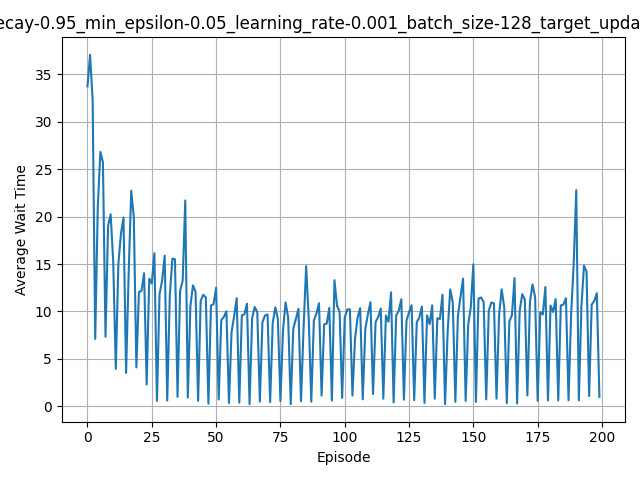 ecay-0.95_min_epsilon-0.05_learning_rate-0.001_batch_size-128_target_upda
35
30
25
20
15
10
5
0
Average Wait Time
0 25 50 75 100 125 150 175 200
Episode